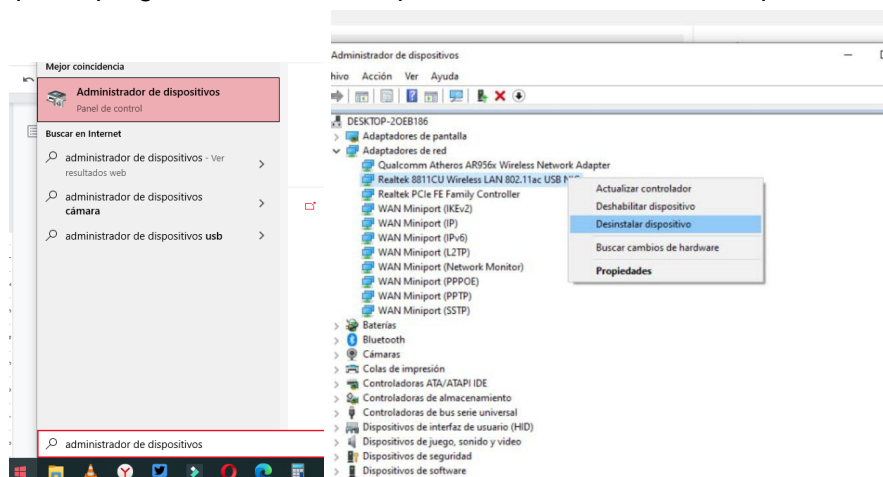 Mejor coincidencia
Administrador de dispositivos
Panel de control
Buscar en Internet
administrador de dispositivos - Ver
resultados web
administrador de dispositivos
cámara
administrador de dispositivos usb
administrador de dispositivos
Administrador de dispositivos
hivo Acción Ver Ayuda
DESKTOP-20EB186
Adaptadores de pantalla
Adaptadores de red
Qualcomm Atheros AR956x Wireless Network Adapter
Realtek 8811CU Wireless LAN 802.11ac USB NIC
Realtek PCIe FE Family Controller
WAN Miniport (IKEv2)
WAN Miniport (IP)
WAN Miniport (IPv6)
WAN Miniport (L2TP)
WAN Miniport (Network Monitor)
WAN Miniport (PPPOE)
WAN Miniport (PPTP)
WAN Miniport (SSTP)
Baterías
Bluetooth
Cámaras
Colas de impresión
Controladoras ATA/ATAPI IDE
Controladoras de almacenamiento
Controladoras de bus serie universal
Dispositivos de interfaz de usuario (HID)
Dispositivos de juego, sonido y video
Dispositivos de seguridad
Dispositivos de software
Actualizar controlador
Deshabilitar dispositivo
Desinstalar dispositivo
Buscar cambios de hardware
Propiedades